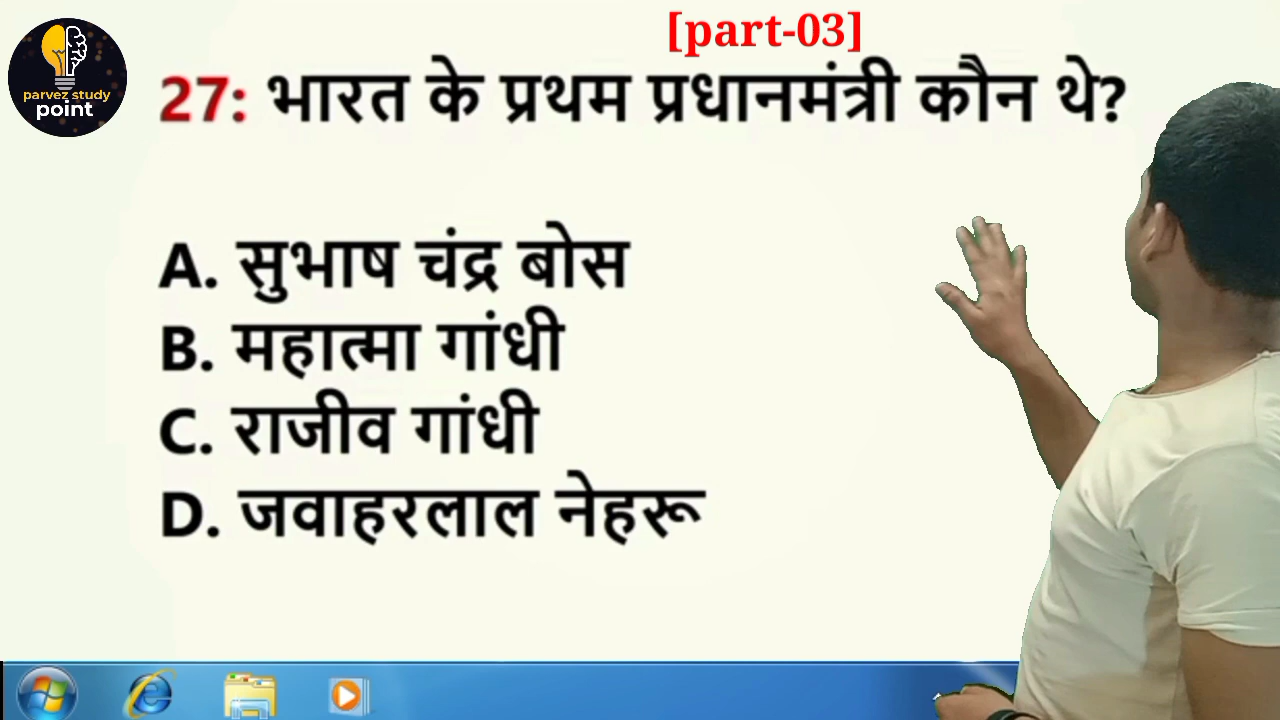 [part-03]
parvez study
point
27: भारत के प्रथम प्रधानमंत्री कौन थे?
A. सुभाष चंद्र बोस
B. महात्मा गांधी
C. राजीव गांधी
D. जवाहरलाल नेहरू